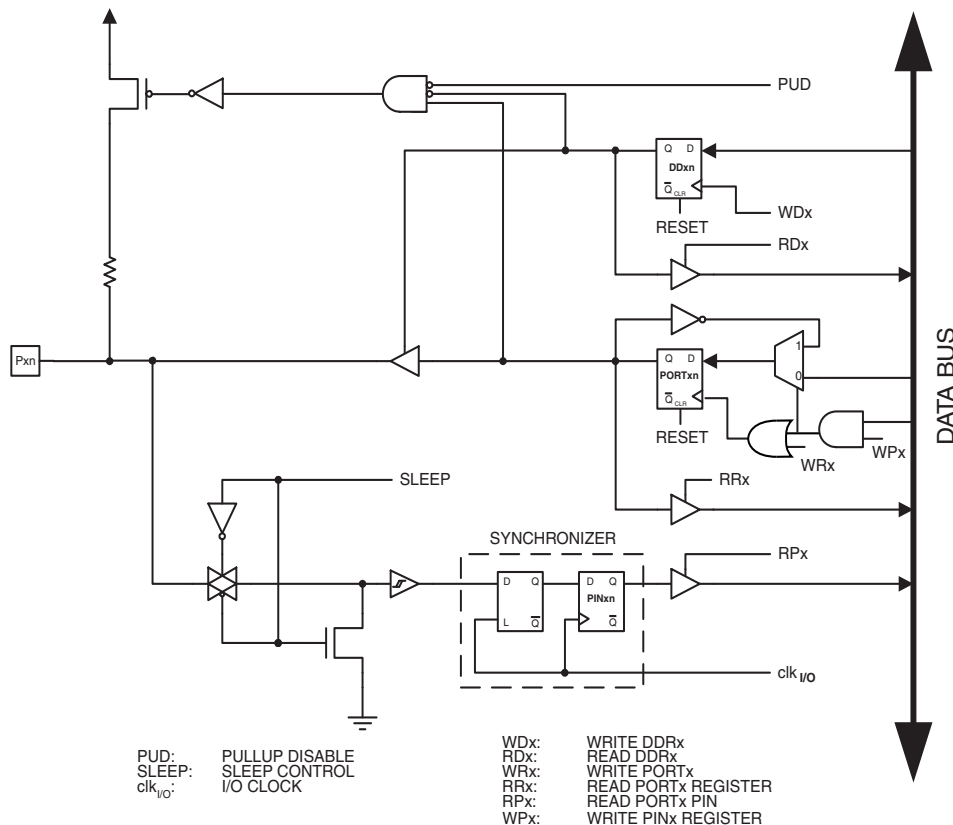 PUD
Q D
DDxn
Q CLR
WDx
RESET
RDx
Pxn
1
Q D
PORTxn
0
Q CLR
RESET
WRx
WPx
DATA BUS
SLEEP
RRx
SYNCHRONIZER
RPx
D Q
D Q
PINxn
L Q
Q
clk I/O
PUD: PULLUP DISABLE
SLEEP: SLEEP CONTROL
clkI/O: I/O CLOCK
WDx: WRITE DDRx
RDx: READ DDRx
WRx: WRITE PORTx
RRx: READ PORTx REGISTER
RPx: READ PORTx PIN
WPx: WRITE PINx REGISTER